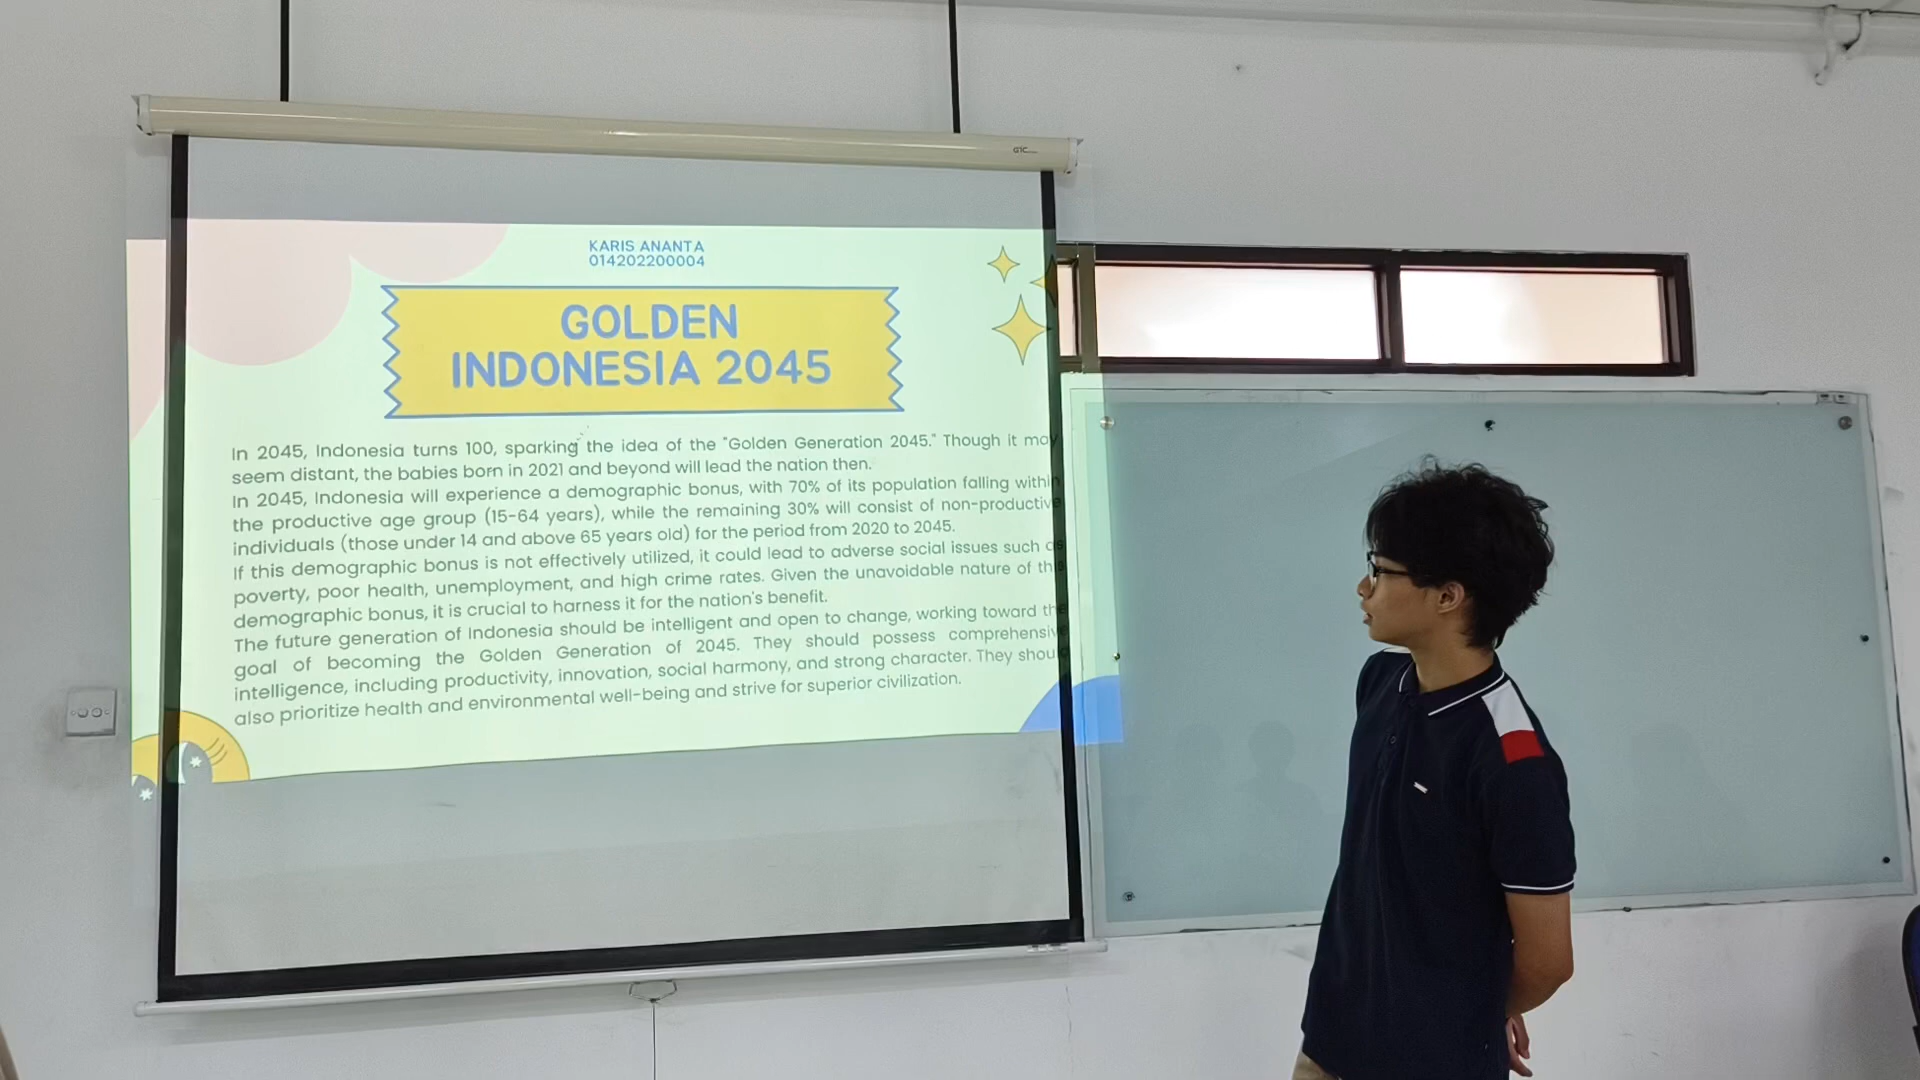 GTC
KARIS ANANTA
014202200004
GOLDEN
INDONESIA 2045
In 2045, Indonesia turns 100, sparking the idea of the "Golden Generation 2045." Though it may
seem distant, the babies born in 2021 and beyond will lead the nation then.
In 2045, Indonesia will experience a demographic bonus, with 70% of its population falling within
the productive age group (15-64 years), while the remaining 30% will consist of non-productive
individuals (those under 14 and above 65 years old) for the period from 2020 to 2045.
If this demographic bonus is not effectively utilized, it could lead to adverse social issues such as
poverty, poor health, unemployment, and high crime rates. Given the unavoidable nature of this
demographic bonus, it is crucial to harness it for the nation's benefit.
The future generation of Indonesia should be intelligent and open to change, working toward the
goal of becoming the Golden Generation of 2045. They should possess comprehensive
intelligence, including productivity, innovation, social harmony, and strong character. They should
also prioritize health and environmental well-being and strive for superior civilization.